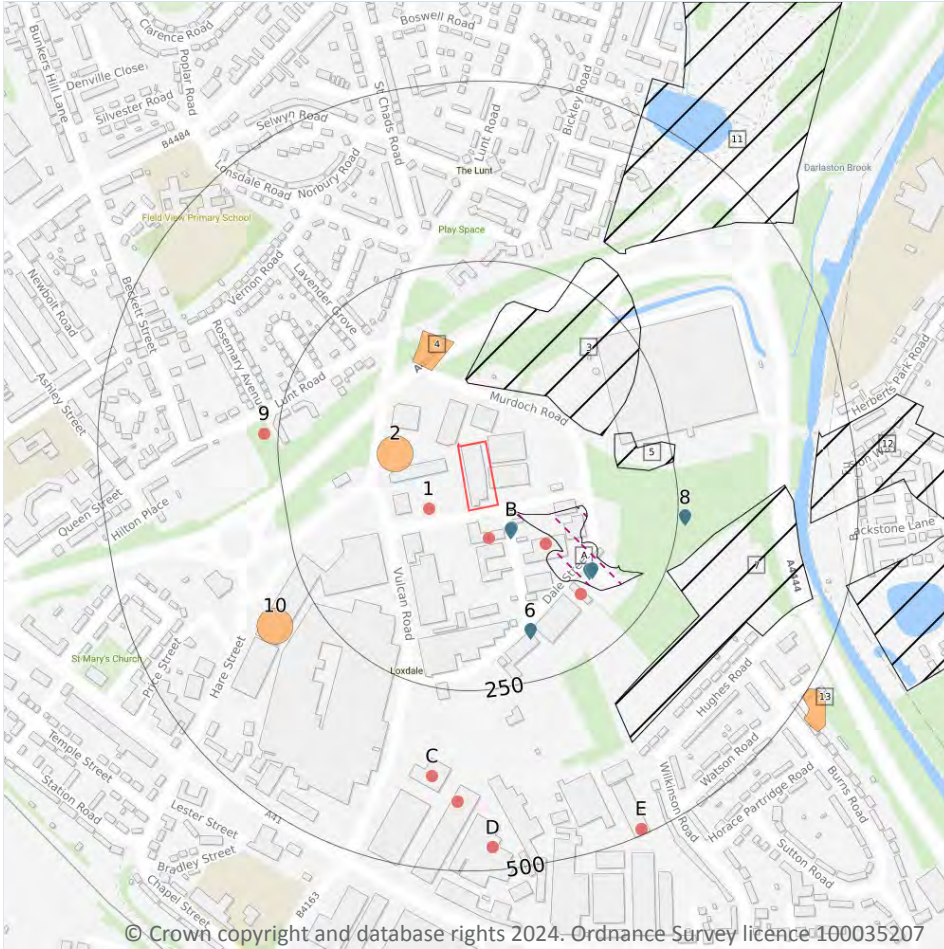 Boswell Road
Clarence Road
Bunkers Hill Lane
Denville Close
Poplar Road
Silvester Road
Selwyn Road
St Chads Road
Lunt Road
Bickley Road
B4484
Lonsdale Road
Norbury Road
The Lunt
11
Darlaston Brook
Field View Primary School
Play Space
Newbolt Road
Beckett Street
Vernon Road
Lavender Grove
Rosemary Avenue
Lunt Road
4
3
Ashley Street
Murdoch Road
Herberts Park Road
9
2
5
12
Queen Street
Hilton Place
1
B
8
Blackstone Lane
A
Dale Street
7
A4444
Vulcan Road
10
6
St Mary's Church
Price Street
Hare Street
Loxdale
250
Hughes Road
13
Temple Street
Station Road
Watson Road
C
Wilkinson Road
Horace Partridge Road
Burns Road
Lester Street
A41
D
E
Sutton Road
Bradley Street
500
Chapel Street
B4163
© Crown copyright and database rights 2024. Ordnance Survey licence 100035207